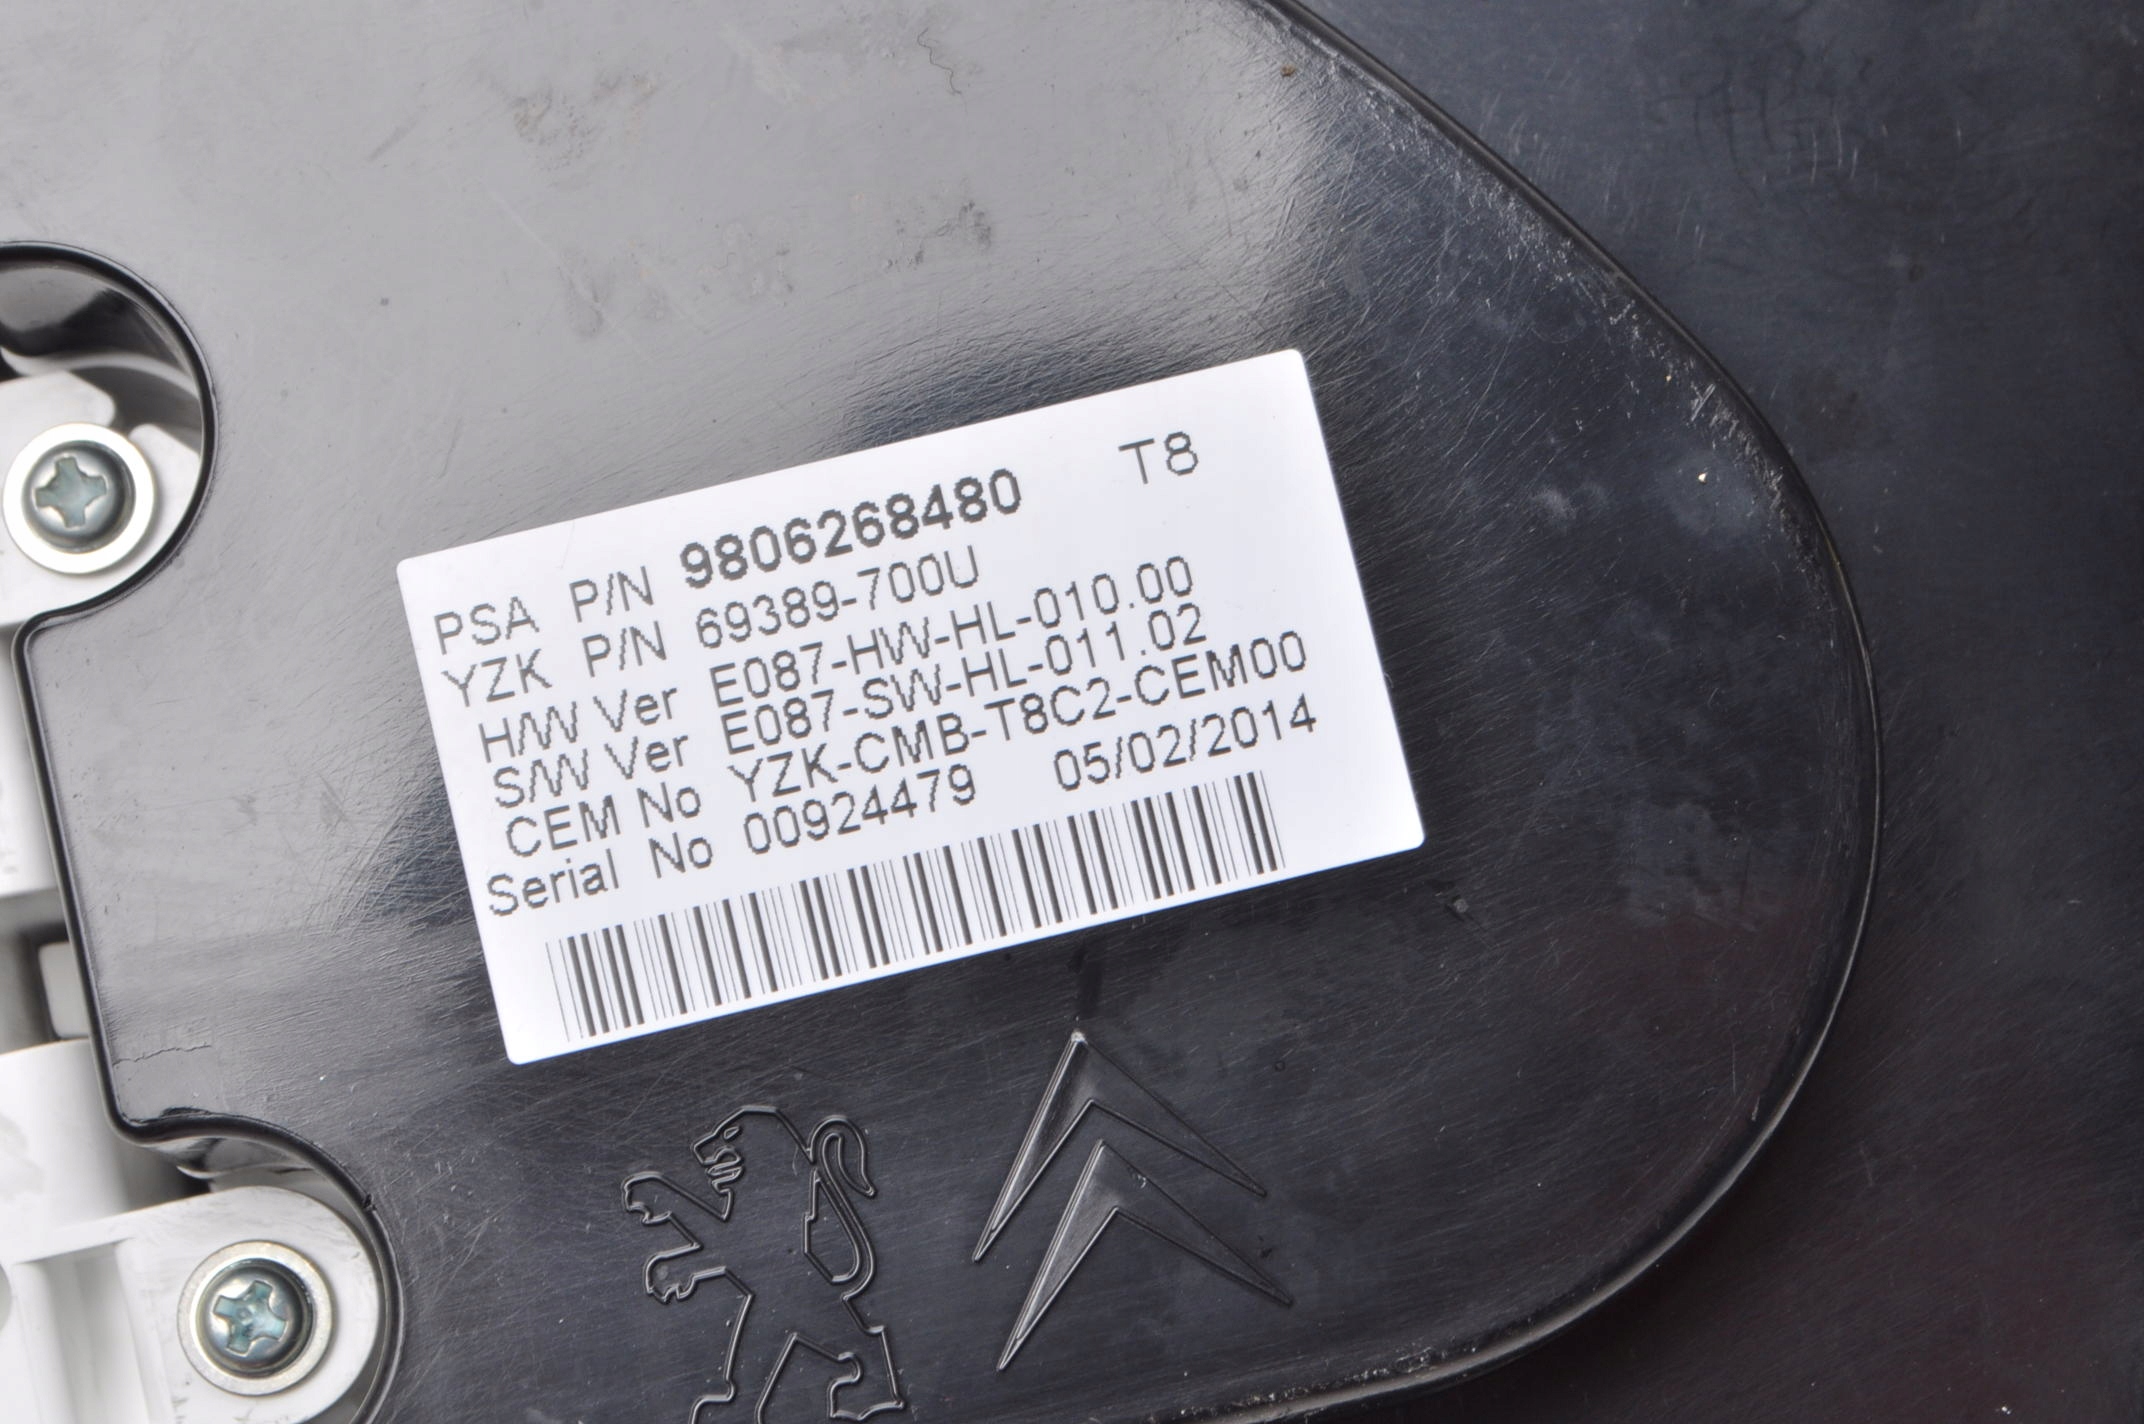 T8
PSA P/N 9806268480
YZK P/N 69389-700U
H/W Ver E087-HW-HL-010.00
S/W Ver E087-SW-HL-011.02
CEM No YZK-CMB-T8C2-CEM00
Serial No 00924479 05/02/2014